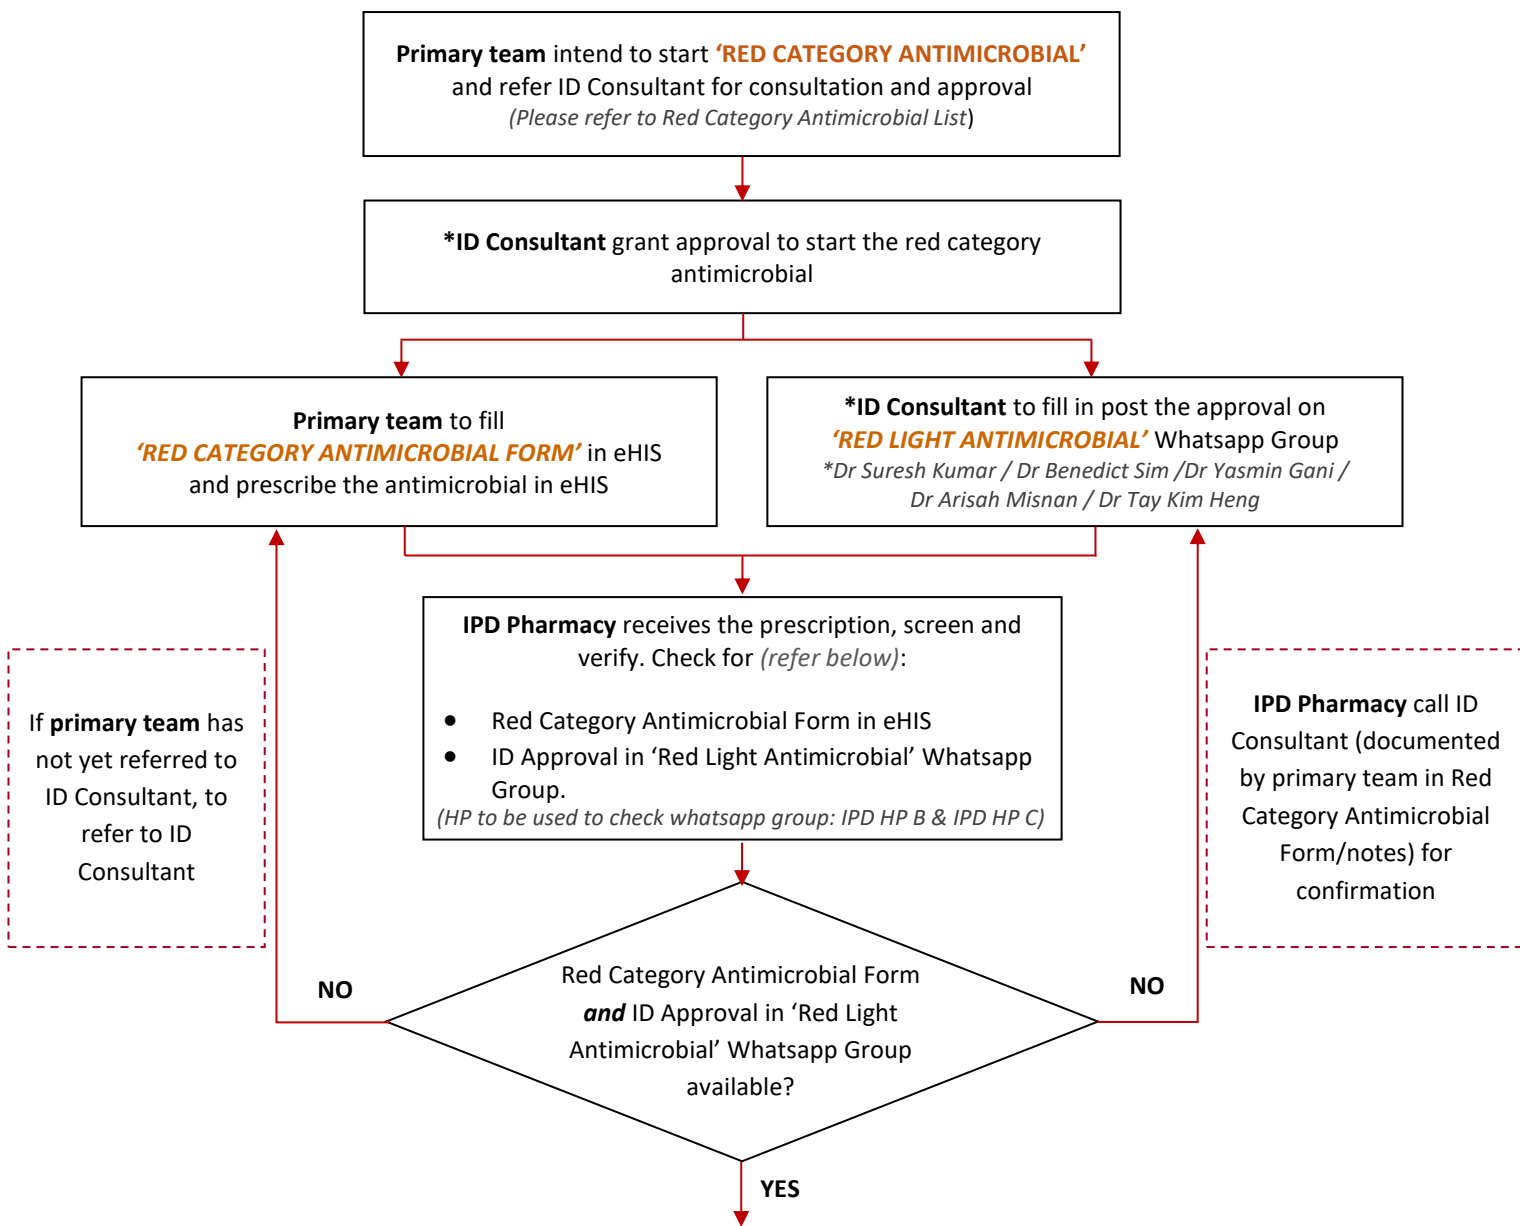 Primary team intend to start ‘RED CATEGORY ANTIMICROBIAL’
and refer ID Consultant for consultation and approval
(Please refer to Red Category Antimicrobial List)
*ID Consultant grant approval to start the red category
antimicrobial
Primary team to fill
‘RED CATEGORY ANTIMICROBIAL FORM’ in eHIS
and prescribe the antimicrobial in eHIS
*ID Consultant to fill in post the approval on
‘RED LIGHT ANTIMICROBIAL’ Whatsapp Group
*Dr Suresh Kumar / Dr Benedict Sim /Dr Yasmin Gani /
Dr Arisah Misnan / Dr Tay Kim Heng
IPD Pharmacy receives the prescription, screen and
verify. Check for (refer below):
● Red Category Antimicrobial Form in eHIS
● ID Approval in ‘Red Light Antimicrobial’ Whatsapp
Group.
(HP to be used to check whatsapp group: IPD HP B & IPD HP C)
If primary team has
not yet referred to
ID Consultant, to
refer to ID
Consultant
IPD Pharmacy call ID
Consultant (documented
by primary team in Red
Category Antimicrobial
Form/notes) for
confirmation
NO
Red Category Antimicrobial Form
and ID Approval in ‘Red Light
Antimicrobial’ Whatsapp Group
available?
NO
YES